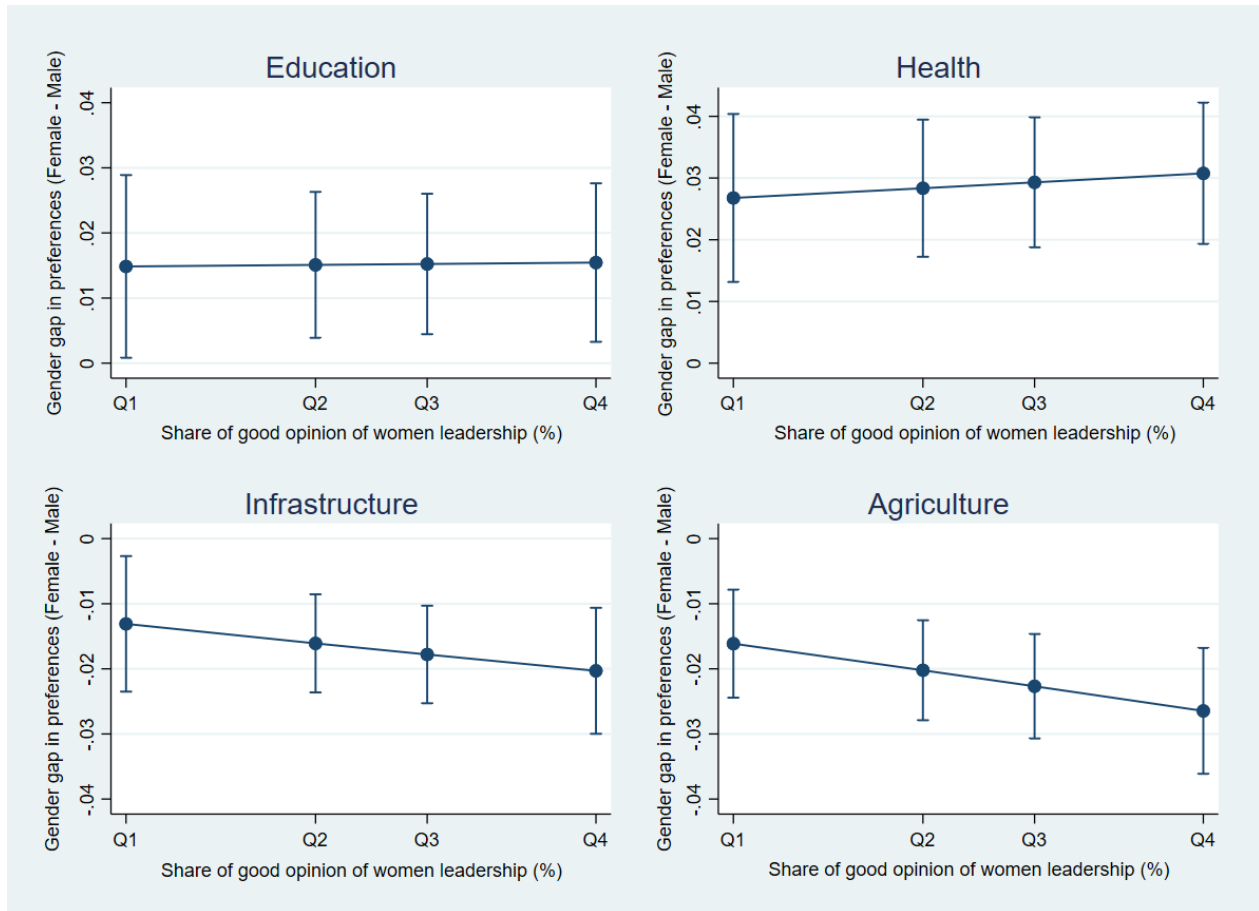 Education
Gender gap in preferences (Female - Male)
.04
.03
.02
.01
0
Q1 Q2 Q3 Q4
Share of good opinion of women leadership (%)
Health
Gender gap in preferences (Female - Male)
.04
.03
.02
.01
0
Q1 Q2 Q3 Q4
Share of good opinion of women leadership (%)
Infrastructure
Gender gap in preferences (Female - Male)
0
-.01
-.02
-.03
-.04
Q1 Q2 Q3 Q4
Share of good opinion of women leadership (%)
Agriculture
Gender gap in preferences (Female - Male)
0
-.01
-.02
-.03
-.04
Q1 Q2 Q3 Q4
Share of good opinion of women leadership (%)